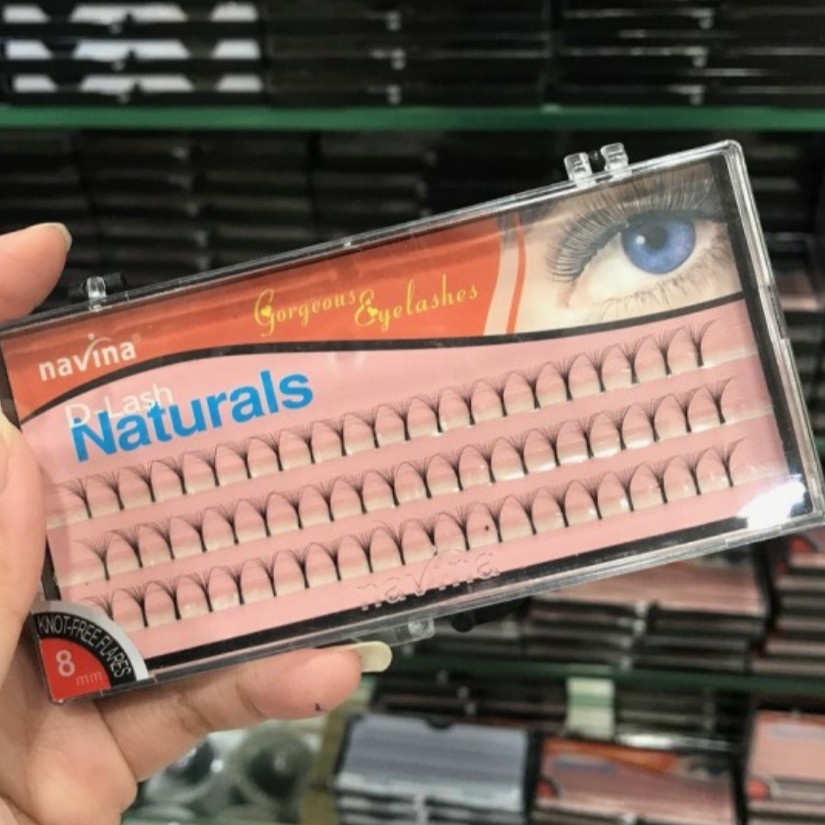 Gorgeous Eyelashes
navina
D-Lash
Naturals
navina
KNOT-FREE FLARES
8 mm